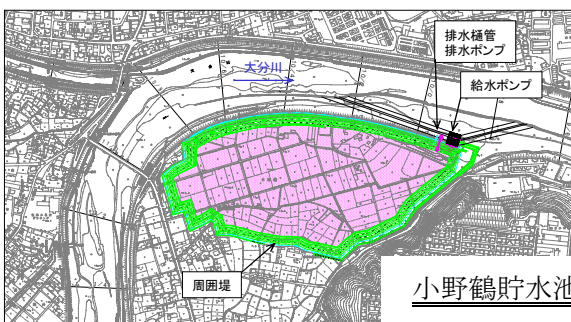 排水樋管
排水ポンプ
大分川
給水ポンプ
周囲堤
小野鶴貯水池